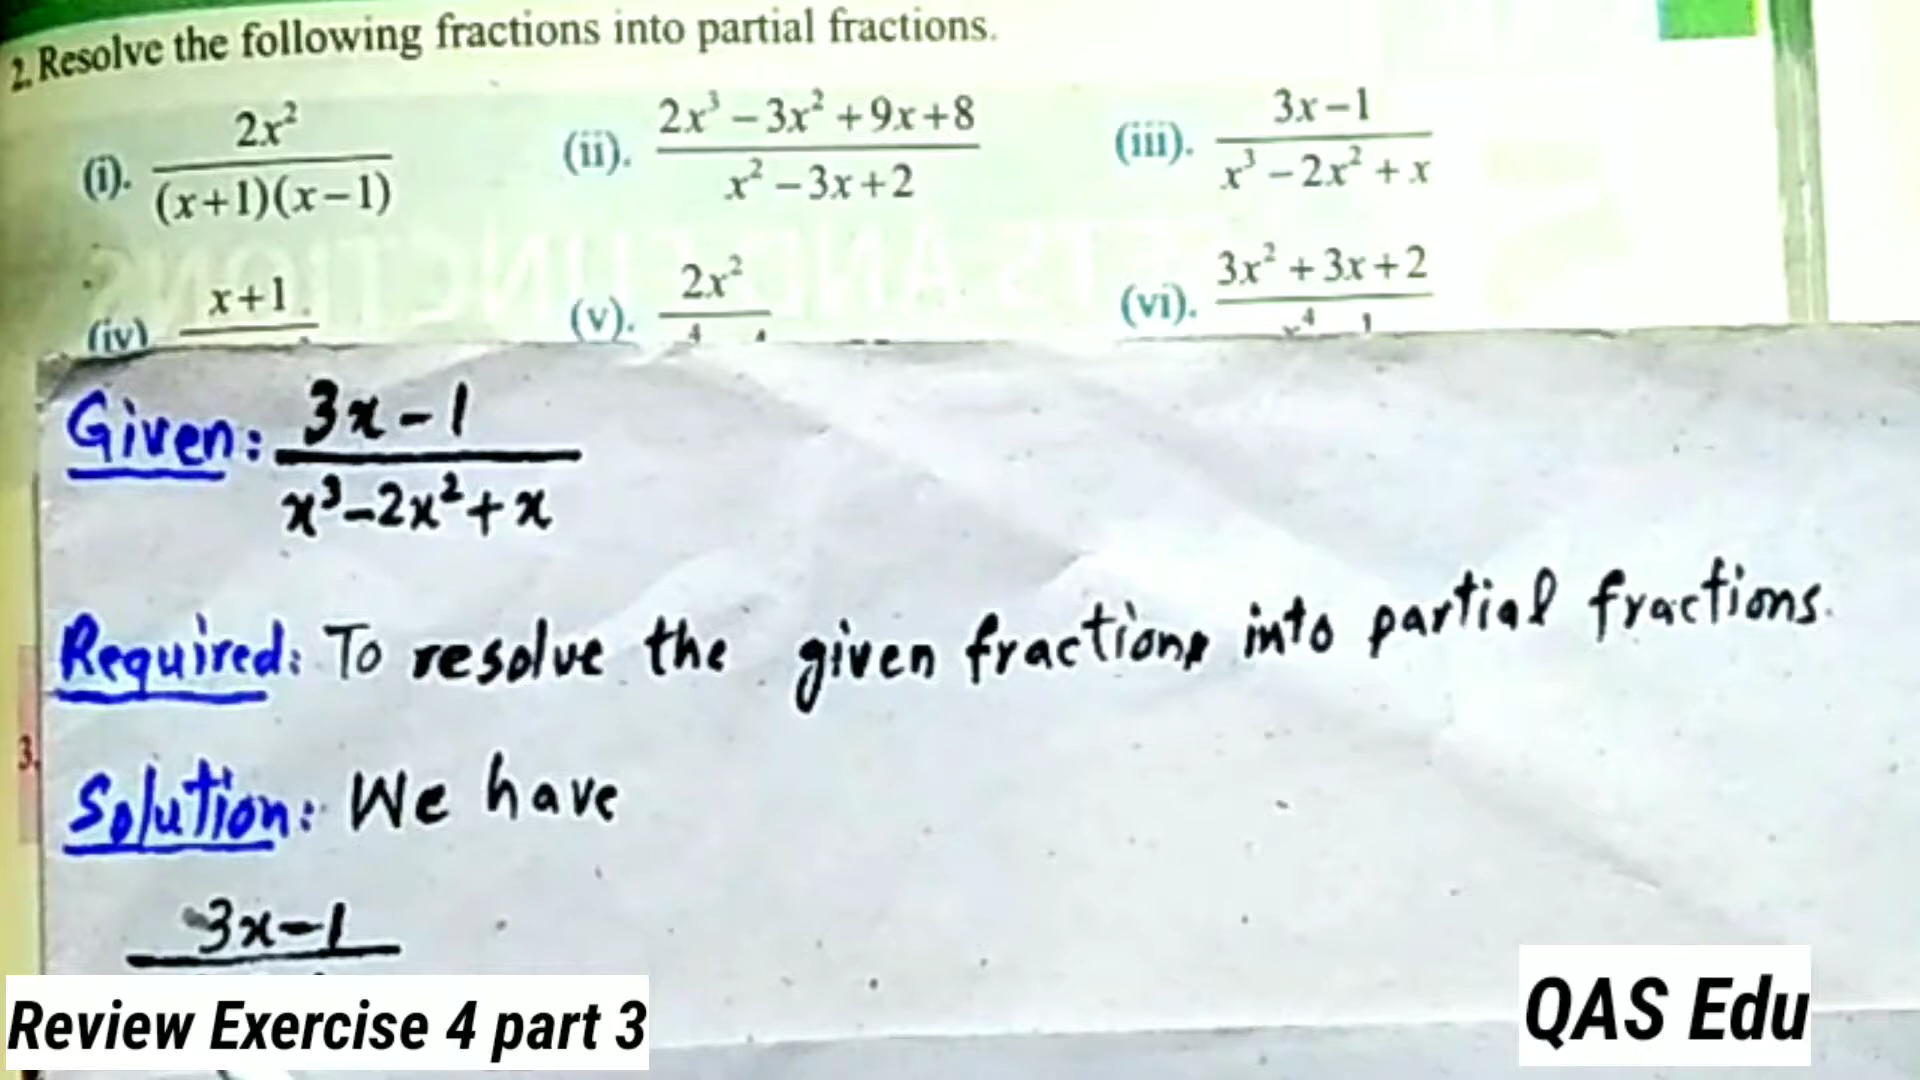 2. Resolve the following fractions into partial fractions.
(i). 2x² / (x+1)(x−1) (ii). 2x³−3x²+9x+8 / x²−3x+2 (iii). 3x−1 / x³−2x²+x
(iv) x+1 (v). 2x² (vi). 3x²+3x+2
Given: 3x−1 / x³−2x²+x
Required: To resolve the given fraction into partial fractions.
3.
Solution: We have
3x−1
Review Exercise 4 part 3
QAS Edu